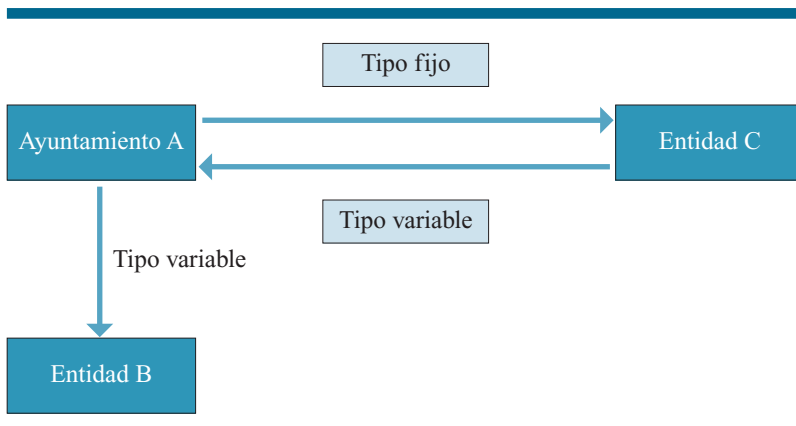 Tipo fijo
Ayuntamiento A
Entidad C
Tipo variable
Tipo variable
Entidad B